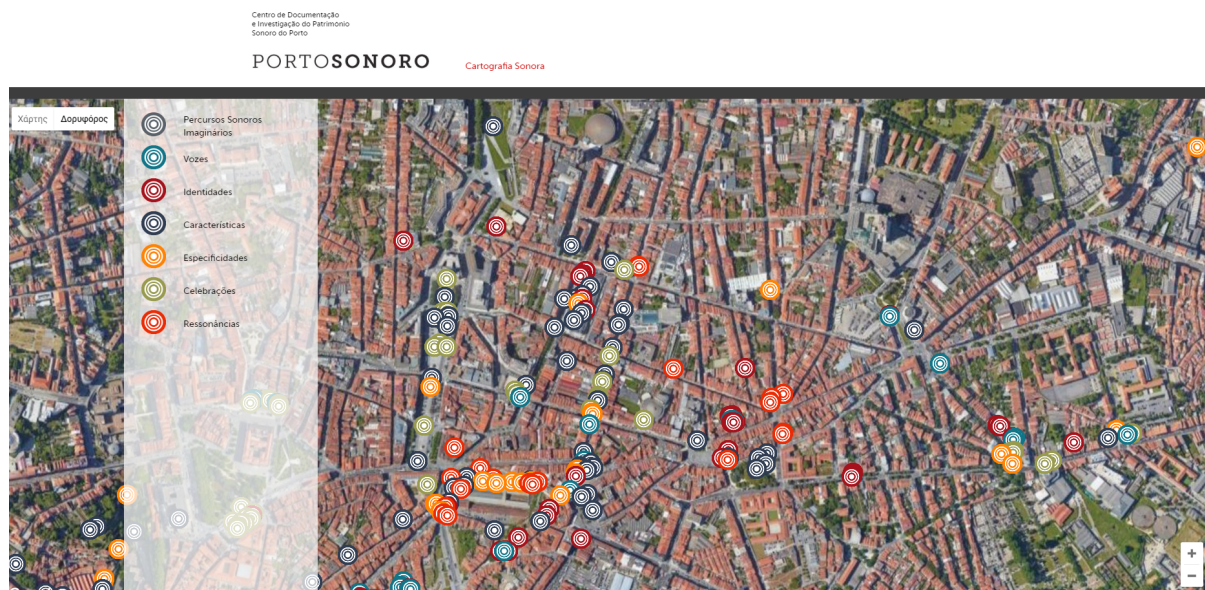 Centro de Documentação
e Investigação do Patrimonio
Sonoro do Porto
PORTOSONORO
Cartografia Sonora
Χάρτης
Δορυφόρος
Percursos Sonoros
Imaginários
Vozes
Identidades
Características
Especificidades
Celebrações
Ressonâncias
+
−